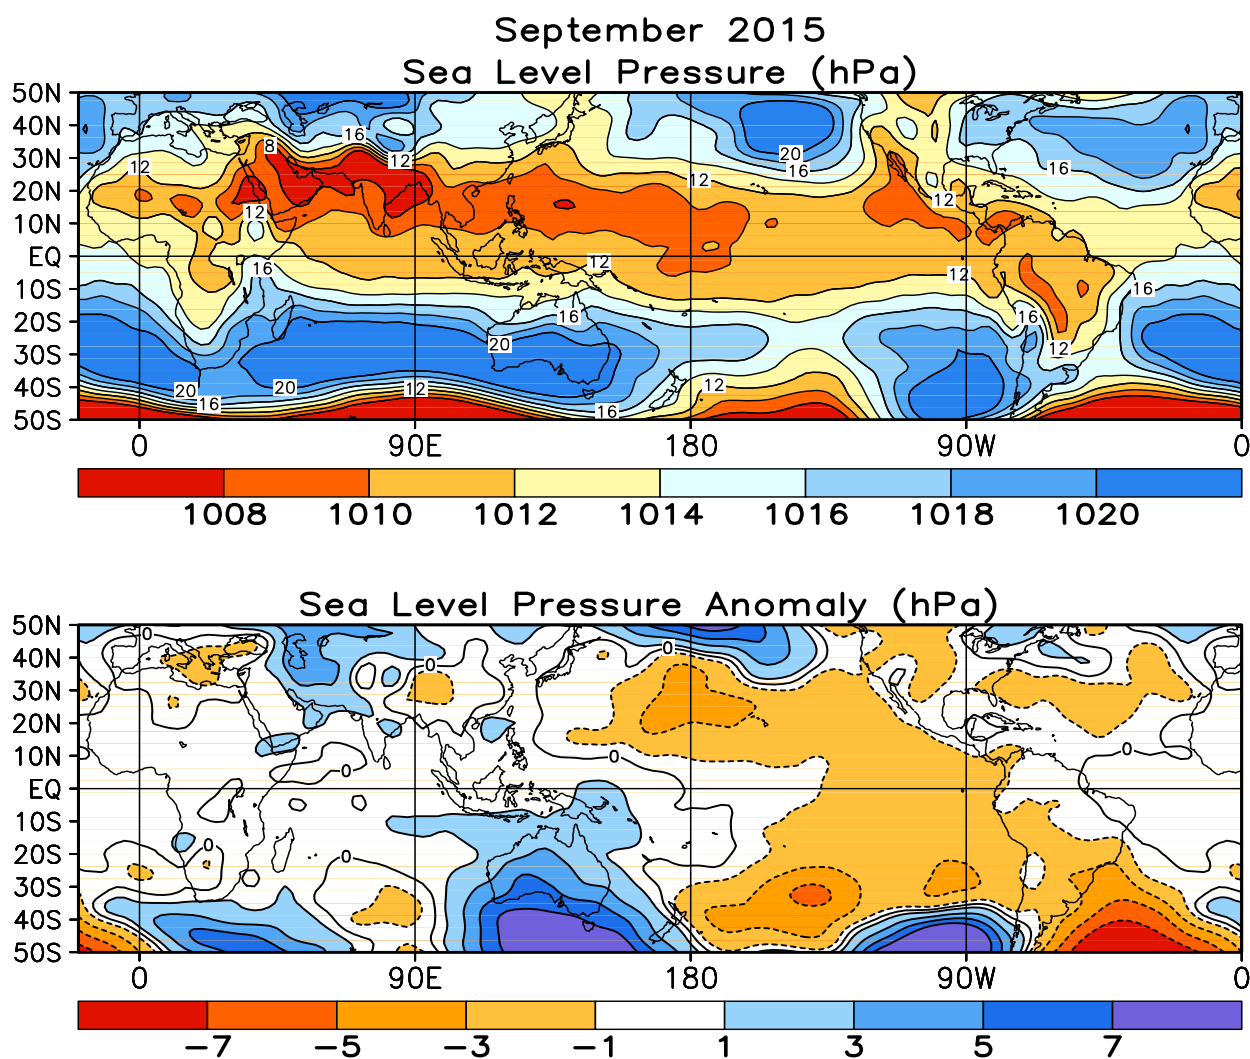 September 2015
Sea Level Pressure (hPa)
50N
40N
30N
20N
10N
EQ
10S
20S
30S
40S
50S
16
8
12
12
12
16
20
16
12
16
12
12
12
16
16
16
16
12
20
20
20
16
12
12
16
0 90E 180 90W 0
1008 1010 1012 1014 1016 1018 1020
Sea Level Pressure Anomaly (hPa)
50N
40N
30N
20N
10N
EQ
10S
20S
30S
40S
50S
0
0
0
0
0
0
0
0
0 90E 180 90W 0
−7 −5 −3 −1 1 3 5 7